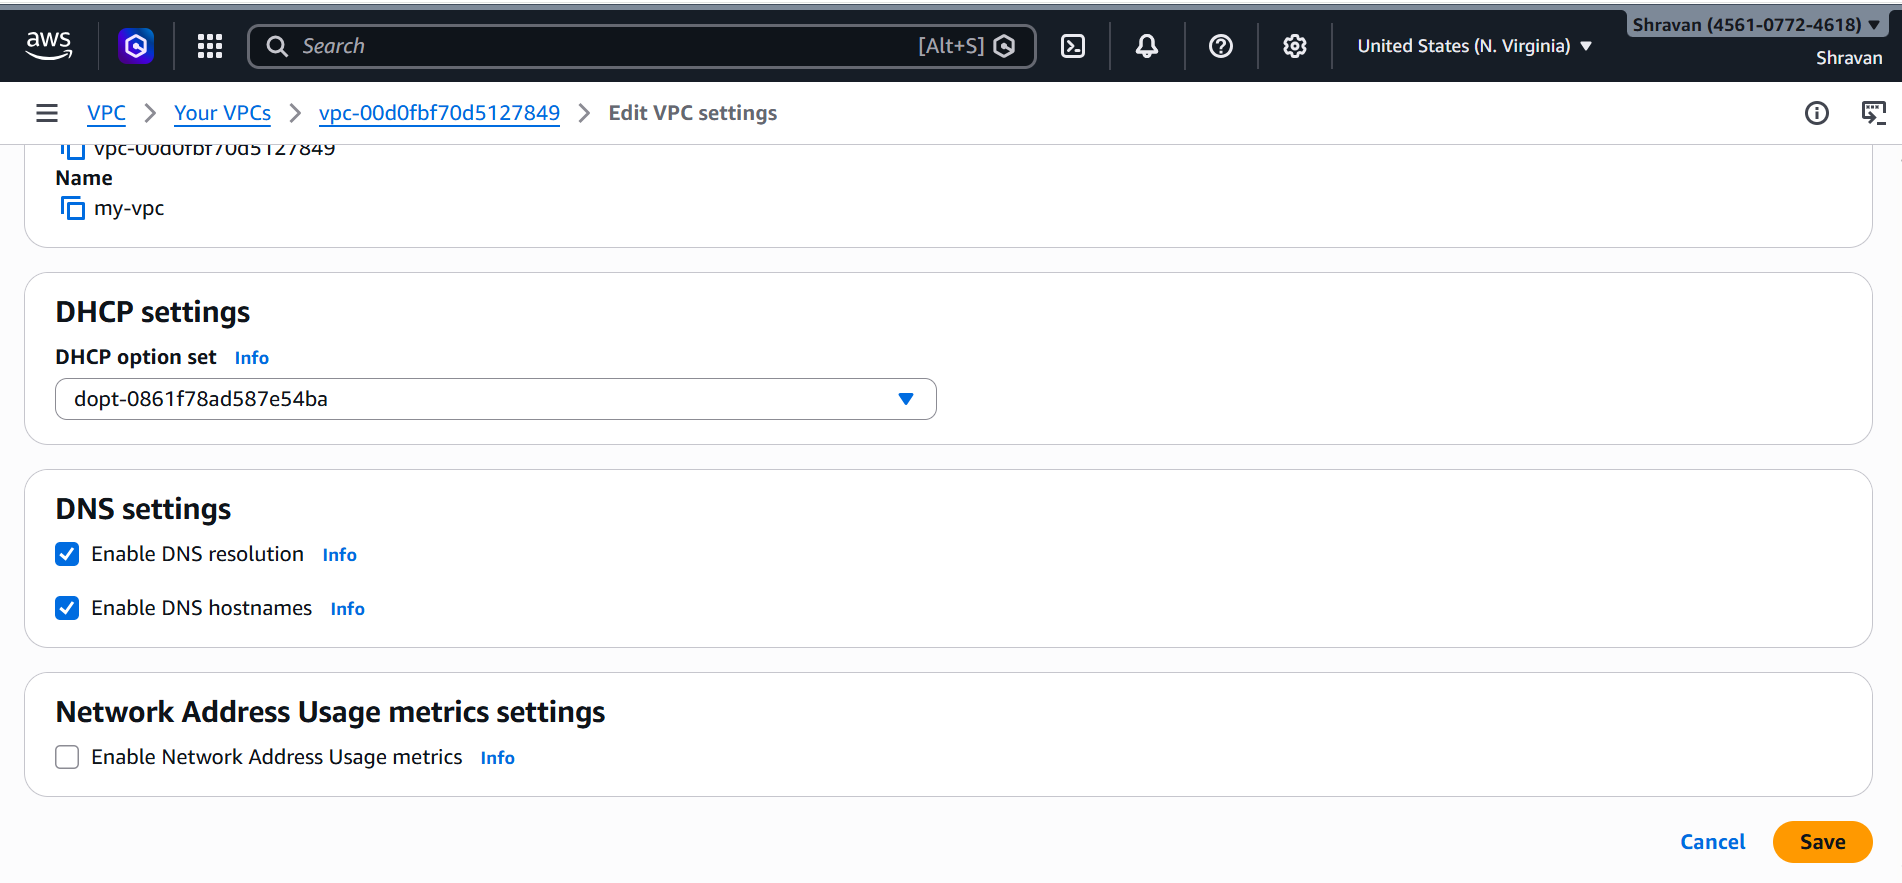 aws
Search [Alt+S]
United States (N. Virginia)
Shravan (4561-0772-4618)
Shravan
VPC
Your VPCs
vpc-00d0fbf70d5127849
Edit VPC settings
vpc-00d0fbf70d5127849
Name
my-vpc
DHCP settings
DHCP option set Info
dopt-0861f78ad587e54ba
DNS settings
Enable DNS resolution Info
Enable DNS hostnames Info
Network Address Usage metrics settings
Enable Network Address Usage metrics Info
Cancel Save